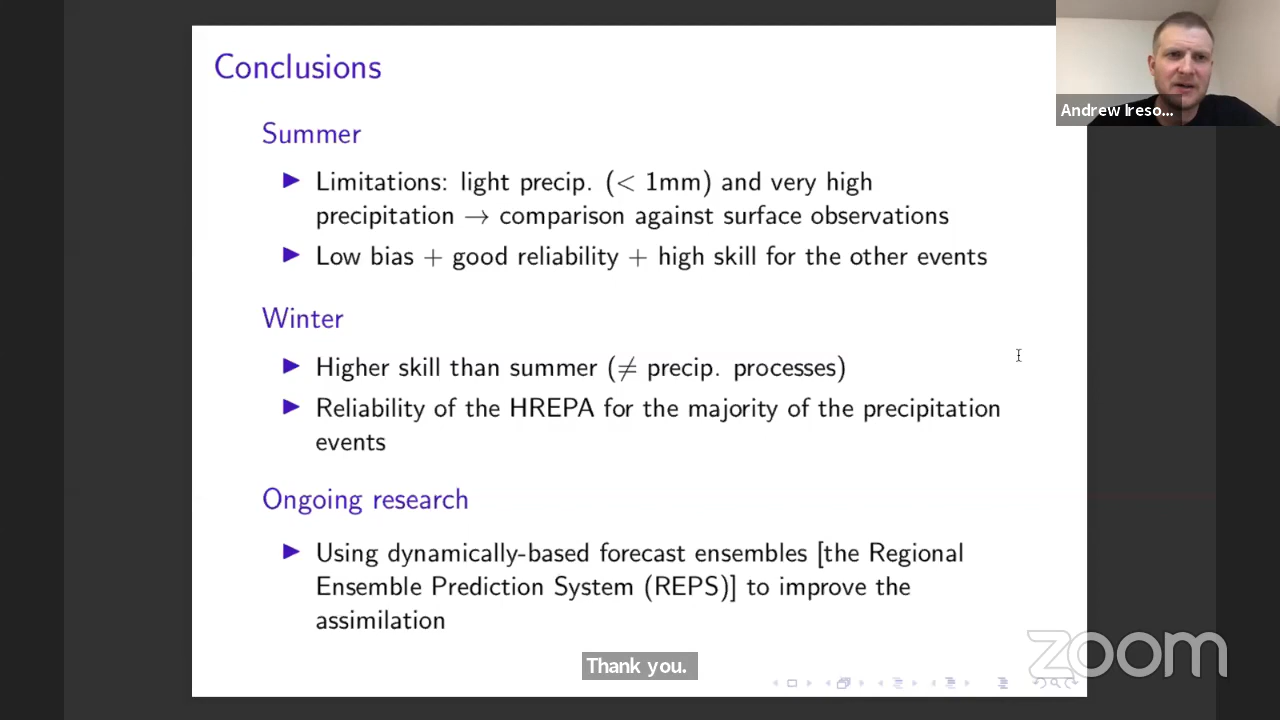 Conclusions
Andrew Ireso...
Summer
▶ Limitations: light precip. (< 1mm) and very high
precipitation → comparison against surface observations
▶ Low bias + good reliability + high skill for the other events
Winter
▶ Higher skill than summer (≠ precip. processes)
▶ Reliability of the HREPA for the majority of the precipitation
events
Ongoing research
▶ Using dynamically-based forecast ensembles [the Regional
Ensemble Prediction System (REPS)] to improve the
assimilation
Thank you.
zoom